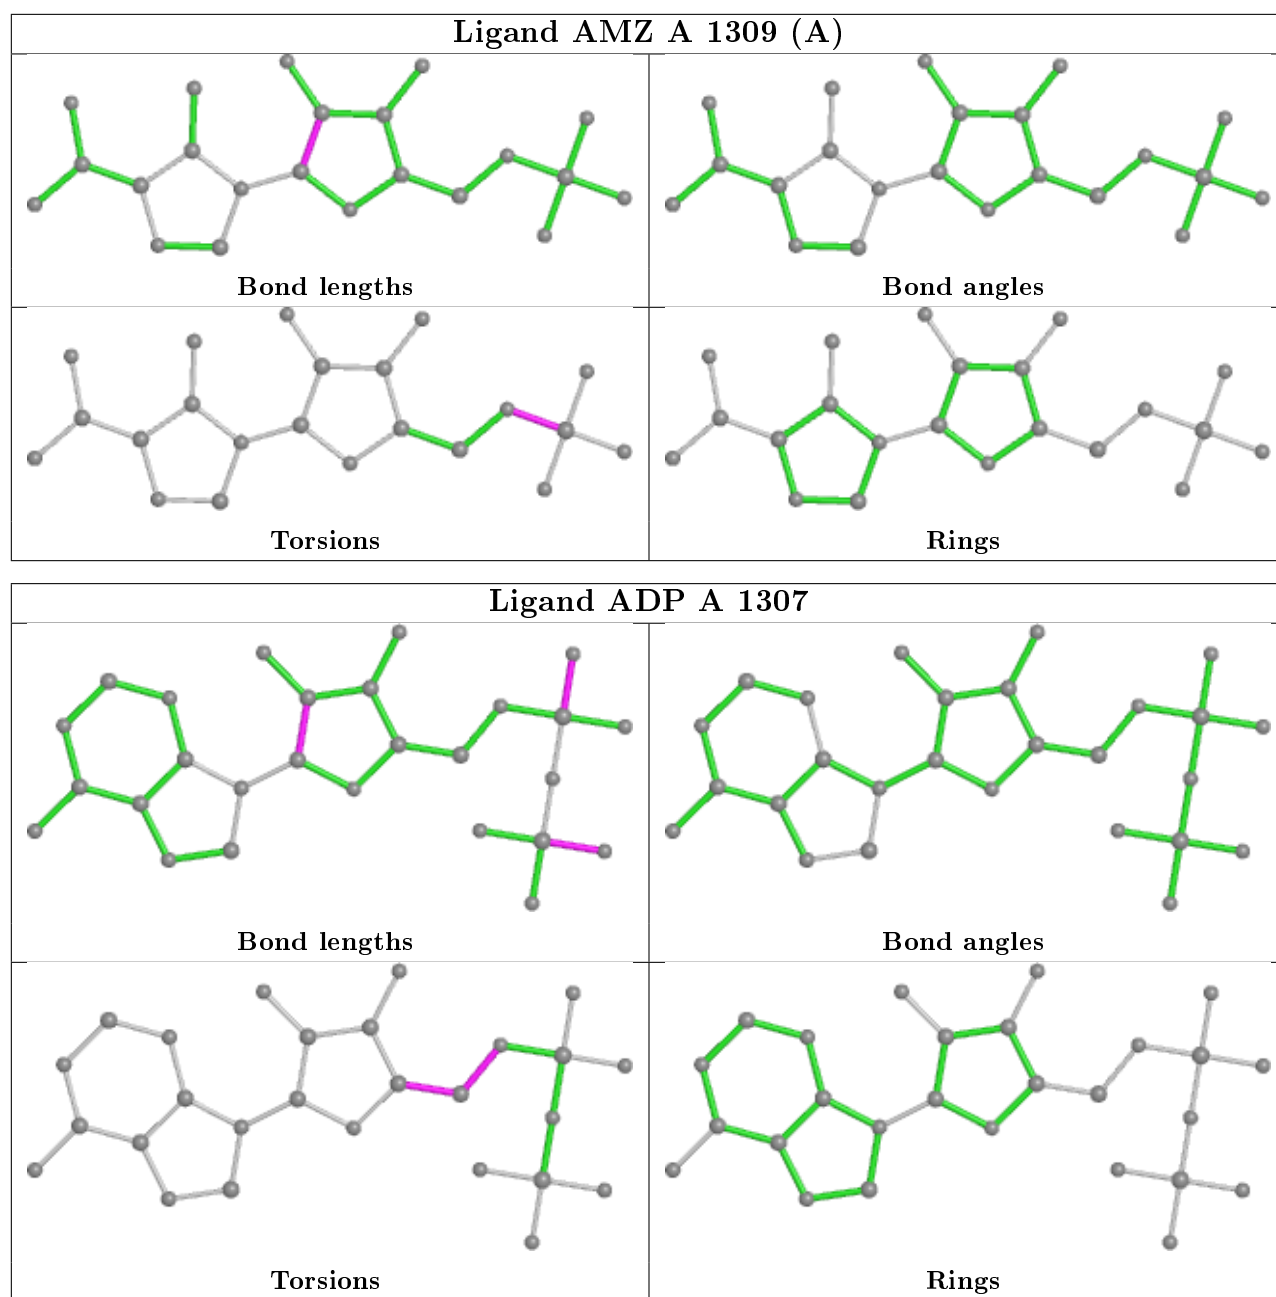 Ligand AMZ A 1309 (A)
Bond lengths
Bond angles
Torsions
Rings
Ligand ADP A 1307
Bond lengths
Bond angles
Torsions
Rings